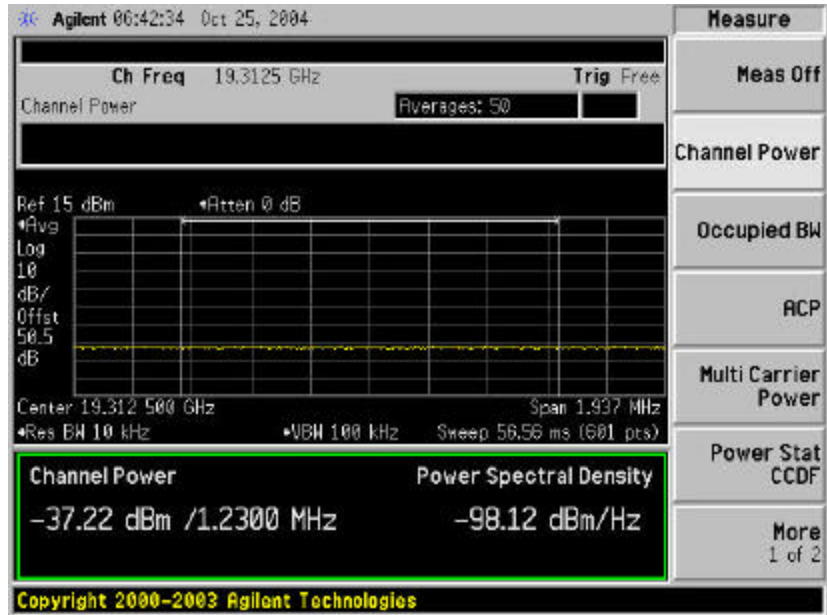 Agilent 06:42:34 Oct 25, 2004
Measure
Ch Freq 19.3125 GHz Trig Free
Channel Power Averages: 50
Meas Off
Channel Power
Occupied BW
ACP
Multi Carrier
Power
Power Stat
CCDF
More
1 of 2
Ref 15 dBm Atten 0 dB
Avg
Log
10
dB/
Offst
50.5
dB
Center 19.312 500 GHz Span 1.937 MHz
Res BW 10 kHz VBW 100 kHz Sweep 56.56 ms (601 pts)
Channel Power Power Spectral Density
-37.22 dBm /1.2300 MHz -98.12 dBm/Hz
Copyright 2000-2003 Agilent Technologies